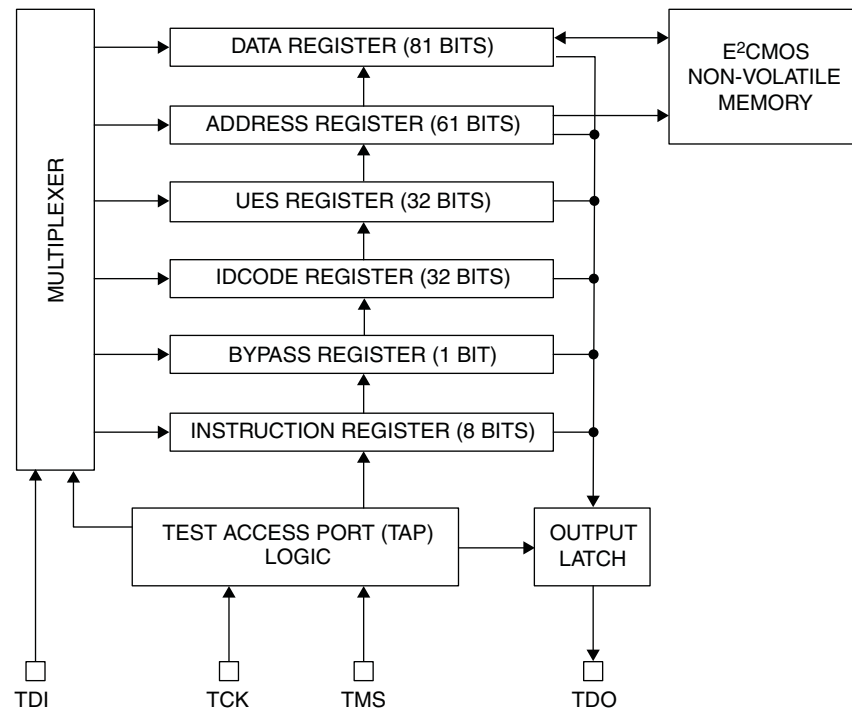 DATA REGISTER (81 BITS)
E²CMOS
NON-VOLATILE
MEMORY
ADDRESS REGISTER (61 BITS)
MULTIPLEXER
UES REGISTER (32 BITS)
IDCODE REGISTER (32 BITS)
BYPASS REGISTER (1 BIT)
INSTRUCTION REGISTER (8 BITS)
TEST ACCESS PORT (TAP)
LOGIC
OUTPUT
LATCH
TDI
TCK
TMS
TDO